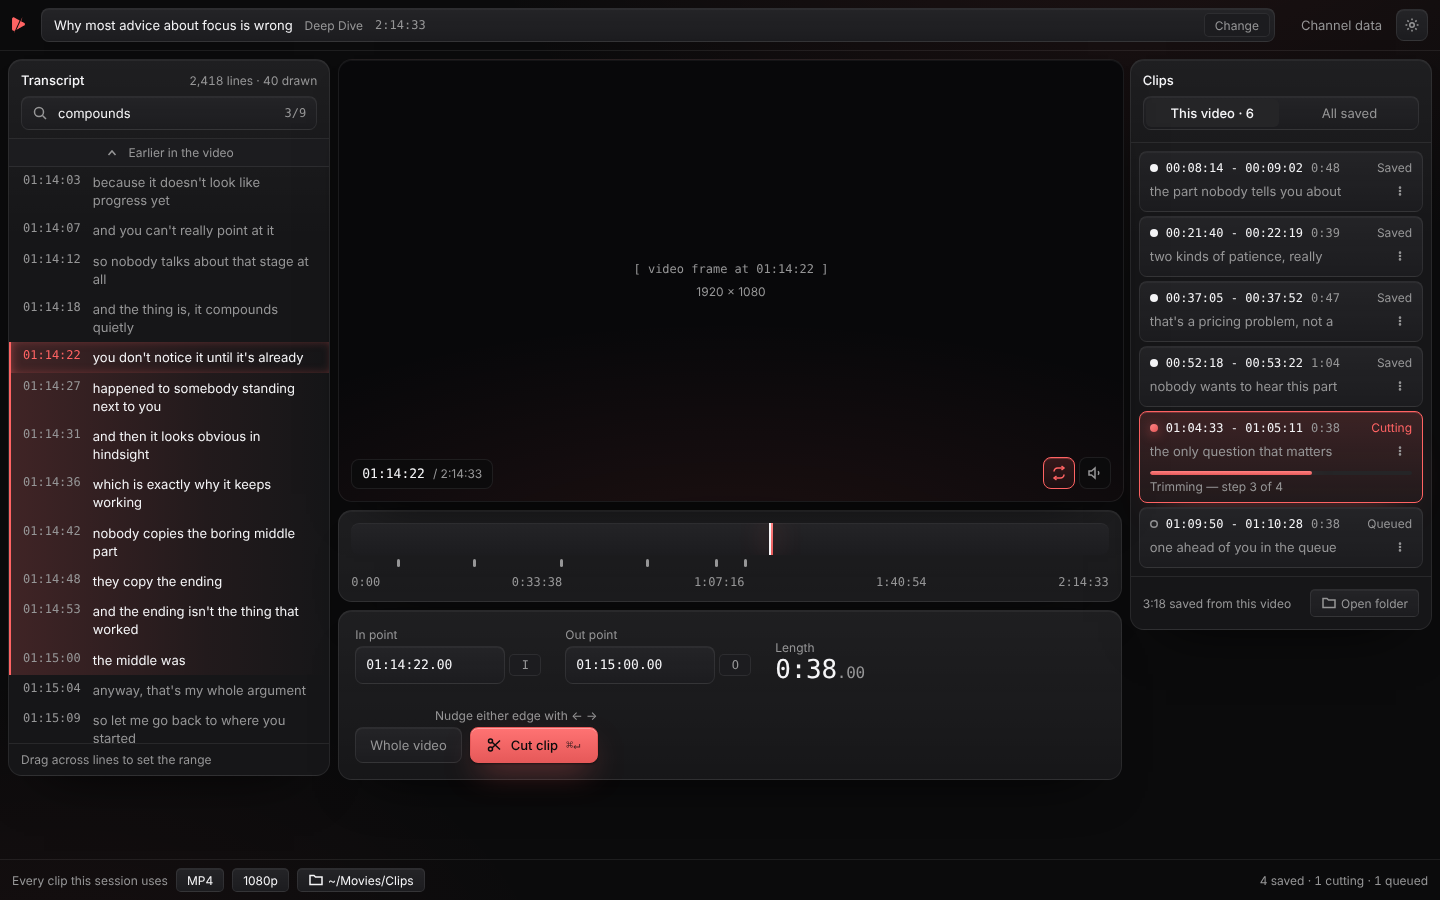 Why most advice about focus is wrong Deep Dive 2:14:33 Change Channel data
Transcript 2,418 lines · 40 drawn
compounds 3/9
Earlier in the video
01:14:03 because it doesn't look like
progress yet
01:14:07 and you can't really point at it
01:14:12 so nobody talks about that stage at
all
01:14:18 and the thing is, it compounds
quietly
01:14:22 you don't notice it until it's already
01:14:27 happened to somebody standing
next to you
01:14:31 and then it looks obvious in
hindsight
01:14:36 which is exactly why it keeps
working
01:14:42 nobody copies the boring middle
part
01:14:48 they copy the ending
01:14:53 and the ending isn't the thing that
worked
01:15:00 the middle was
01:15:04 anyway, that's my whole argument
01:15:09 so let me go back to where you
started
Drag across lines to set the range
[ video frame at 01:14:22 ]
1920 × 1080
01:14:22 / 2:14:33
0:00 0:33:38 1:07:16 1:40:54 2:14:33
In point Out point Length
01:14:22.00 I 01:15:00.00 O 0:38.00
Nudge either edge with ← →
Whole video Cut clip ⌘↵
Clips
This video · 6 All saved
00:08:14 - 00:09:02 0:48 Saved
the part nobody tells you about
00:21:40 - 00:22:19 0:39 Saved
two kinds of patience, really
00:37:05 - 00:37:52 0:47 Saved
that's a pricing problem, not a
00:52:18 - 00:53:22 1:04 Saved
nobody wants to hear this part
01:04:33 - 01:05:11 0:38 Cutting
the only question that matters
Trimming — step 3 of 4
01:09:50 - 01:10:28 0:38 Queued
one ahead of you in the queue
3:18 saved from this video Open folder
Every clip this session uses MP4 1080p ~/Movies/Clips 4 saved · 1 cutting · 1 queued